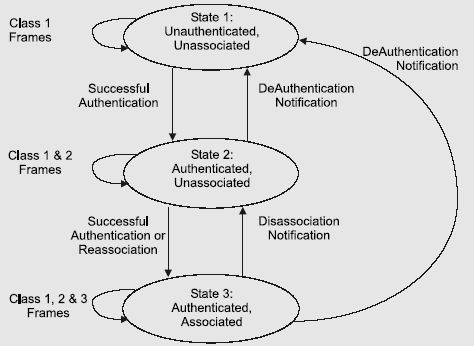 State 1:
Unauthenticated,
Unassociated
Class 1
Frames
DeAuthentication
Notification
Successful
Authentication
DeAuthentication
Notification
State 2:
Authenticated,
Unassociated
Class 1 & 2
Frames
Successful
Authentication or
Reassociation
Disassociation
Notification
State 3:
Authenticated,
Associated
Class 1, 2 & 3
Frames